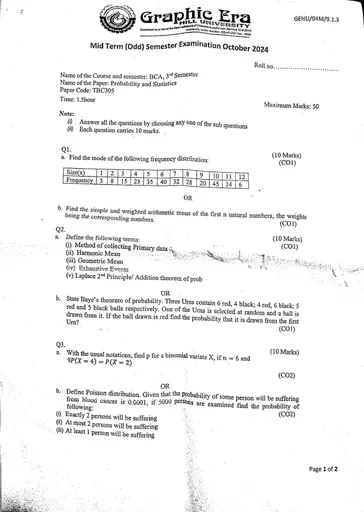 Graphic Era
HILL UNIVERSITY
GEHU/04M/9.1.3
Mid Term (Odd) Semester Examination October 2024
Roll no.........................
Name of the Course and semester: BCA, 3rd Semester
Name of the Paper: Probability and Statistics
Paper Code: TBC305
Time: 1.5hour
Maximum Marks: 50
Note:
(i) Answer all the questions by choosing any one of the sub questions
(ii) Each question carries 10 marks.
Q1. (10 Marks)
a. Find the mode of the following frequency distribution: (CO1)
Size(x) 1 2 3 4 5 6 7 8 9 10 11 12
Frequency 3 8 15 23 35 40 32 28 20 45 14 6
OR
b. Find the simple and weighted arithmetic mean of the first n natural numbers, the weights
being the corresponding numbers. (CO1)
Q2.
a. Define the following terms: (10 Marks)
(i) Method of collecting Primary data (CO1)
(ii) Harmonic Mean
(iii) Geometric Mean
(iv) Exhaustive Events
(v) Laplace 2nd Principle/ Addition theorem of prob
OR
b. State Baye's theorem of probability. Three Urns contain 6 red, 4 black; 4 red, 6 black; 5
red and 5 black balls respectively. One of the Urns is selected at random and a ball is
drawn from it. If the ball drawn is red find the probability that it is drawn from the first
Urn? (CO1)
Q3.
a. With the usual notations, find p for a binomial variate X, if n = 6 and (10 Marks)
9P(X = 4) = P(X = 2)
(CO2)
OR
b. Define Poisson distribution. Given that the probability of some person will be suffering
from blood cancer is 0.0001, if 5000 persons are examined find the probability of
following: (CO2)
(i) Exactly 2 persons will be suffering
(ii) At most 2 persons will be suffering
(ii) At least 1 person will be suffering
Page 1 of 2